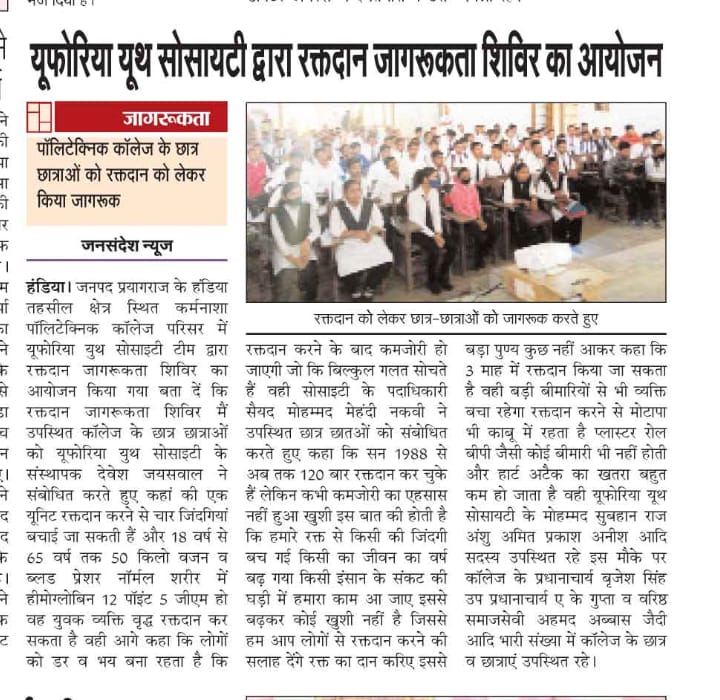 यूफोरिया यूथ सोसायटी द्वारा रक्तदान जागरूकता शिविर का आयोजन
जागरूकता
पॉलिटेक्निक कॉलेज के छात्र
छात्राओं को रक्तदान को लेकर
किया जागरूक
जनसंदेश न्यूज
हंडिया। जनपद प्रयागराज के हंडिया
तहसील क्षेत्र स्थित कर्मनाशा
पॉलिटेक्निक कॉलेज परिसर में
यूफोरिया यूथ सोसाइटी टीम द्वारा
रक्तदान जागरूकता शिविर का
आयोजन किया गया बता दें कि
रक्तदान जागरूकता शिविर मैं
उपस्थित कॉलेज के छात्र छात्राओं
को यूफोरिया यूथ सोसाइटी के
संस्थापक देवेश जयसवाल ने
संबोधित करते हुए कहां की एक
यूनिट रक्तदान करने से चार जिंदगियां
बचाई जा सकती हैं और 18 वर्ष से
65 वर्ष तक 50 किलो वजन व
ब्लड प्रेशर नॉर्मल शरीर में
हीमोग्लोबिन 12 पॉइंट 5 जीएम हो
वह युवक व्यक्ति वृद्ध रक्तदान कर
सकता है वही आगे कहा कि लोगों
को डर व भय बना रहता है कि
रक्तदान को लेकर छात्र-छात्राओं को जागरूक करते हुए
रक्तदान करने के बाद कमजोरी हो
जाएगी जो कि बिल्कुल गलत सोचते
हैं वही सोसाइटी के पदाधिकारी
सैयद मोहम्मद मेहंदी नकवी ने
उपस्थित छात्र छातओं को संबोधित
करते हुए कहा कि सन 1988 से
अब तक 120 बार रक्तदान कर चुके
हैं लेकिन कभी कमजोरी का एहसास
नहीं हुआ खुशी इस बात की होती है
कि हमारे रक्त से किसी की जिंदगी
बच गई किसी का जीवन का वर्ष
बढ़ गया किसी इंसान के संकट की
घड़ी में हमारा काम आ जाए इससे
बढ़कर कोई खुशी नहीं है जिससे
हम आप लोगों से रक्तदान करने की
सलाह देंगे रक्त का दान करिए इससे
बड़ा पुण्य कुछ नहीं आकर कहा कि
3 माह में रक्तदान किया जा सकता
है वही बड़ी बीमारियों से भी व्यक्ति
बचा रहेगा रक्तदान करने से मोटापा
भी काबू में रहता है प्लास्टर रोल
बीपी जैसी कोई बीमारी भी नहीं होती
और हार्ट अटैक का खतरा बहुत
कम हो जाता है वही यूफोरिया यूथ
सोसायटी के मोहम्मद सुबहान राज
अंशु अमित प्रकाश अनीश आदि
सदस्य उपस्थित रहे इस मौके पर
कॉलेज के प्रधानाचार्य बृजेश सिंह
उप प्रधानाचार्य ए के गुप्ता व वरिष्ठ
समाजसेवी अहमद अब्बास जैदी
आदि भारी संख्या में कॉलेज के छात्र
व छात्राएं उपस्थित रहे।